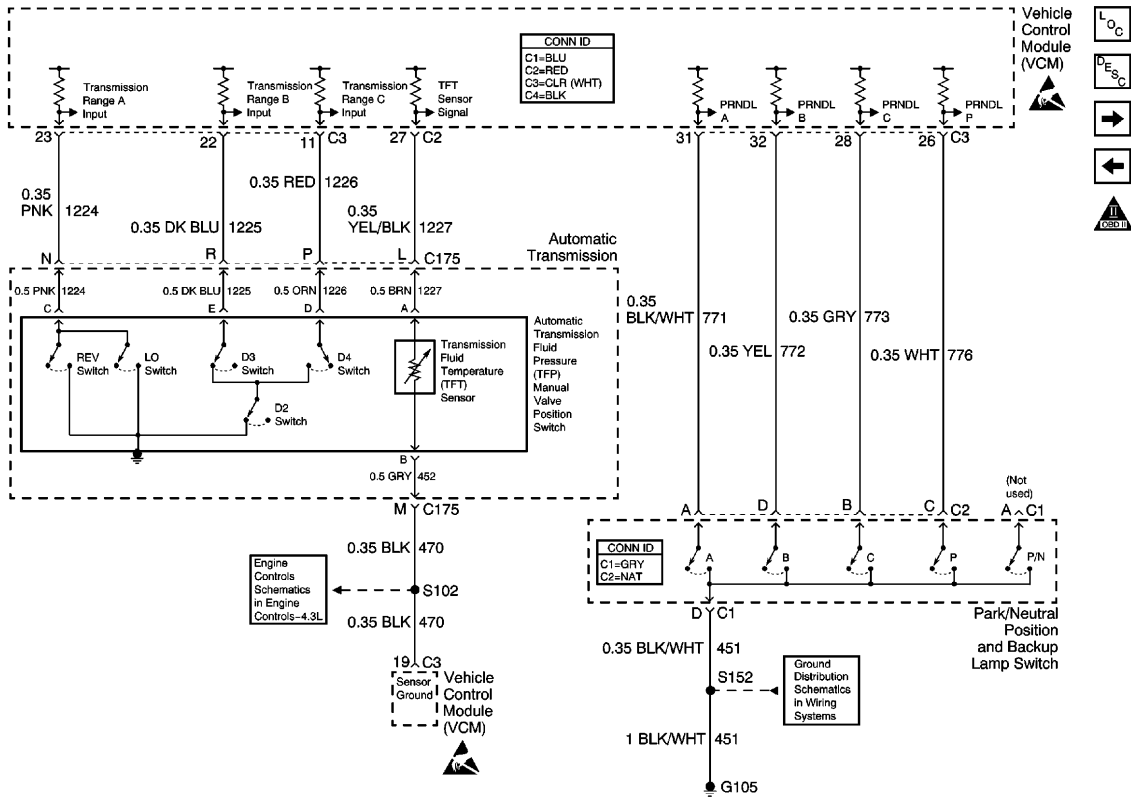 Vehicle
Control
Module
(VCM)
L O C
D E S C
II
OBD II
CONN ID
C1=BLU
C2=RED
C3=CLR (WHT)
C4=BLK
Transmission
Range A
Input
Transmission
Range B
Input
Transmission
Range C
Input
TFT
Sensor
Signal
PRNDL
A
PRNDL
B
PRNDL
C
PRNDL
P
23
22
11 C3
27 C2
31
32
28
26 C3
0.35
PNK 1224
0.35 DK BLU 1225
0.35 RED 1226
0.35
YEL/BLK 1227
N
R
P
L C175
Automatic
Transmission
0.5 PNK 1224
0.5 DK BLU 1225
0.5 ORN 1226
0.5 BRN 1227
C
E
D
A
0.35
BLK/WHT 771
0.35 YEL 772
0.35 GRY 773
0.35 WHT 776
REV
Switch
LO
Switch
D3
Switch
D4
Switch
D2
Switch
Transmission
Fluid
Temperature
(TFT)
Sensor
Automatic
Transmission
Fluid
Pressure
(TFP)
Manual
Valve
Position
Switch
B
0.5 GRY 452
M C175
0.35 BLK 470
Engine
Controls
Schematics
in Engine
Controls-4.3L
S102
0.35 BLK 470
19 C3
Sensor
Ground
Vehicle
Control
Module
(VCM)
A
D
B
C C2
(Not
used)
A C1
CONN ID
C1=GRY
C2=NAT
A
B
C
P
P/N
D C1
Park/Neutral
Position
and Backup
Lamp Switch
0.35 BLK/WHT 451
S152
Ground
Distribution
Schematics
in Wiring
Systems
1 BLK/WHT 451
G105